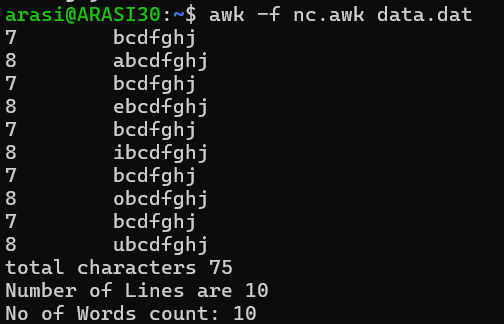 arasi@ARASI30:~$ awk -f nc.awk data.dat
7 bcdfghj
8 abcdfghj
7 bcdfghj
8 ebcdfghj
7 bcdfghj
8 ibcdfghj
7 bcdfghj
8 obcdfghj
7 bcdfghj
8 ubcdfghj
total characters 75
Number of Lines are 10
No of Words count: 10